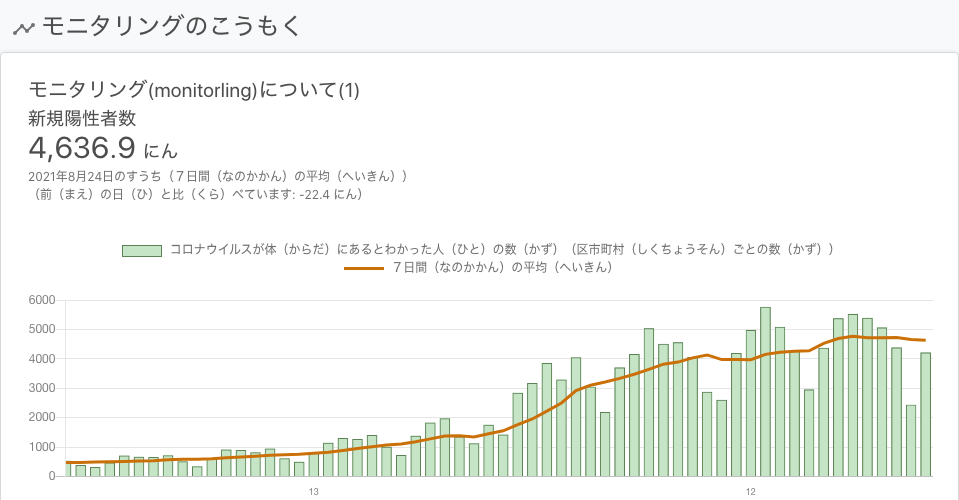 モニタリングのこうもく
モニタリング(monitorling)について(1)
新規陽性者数
4,636.9 にん
2021年8月24日のすうち（７日間（なのかかん）の平均（へいきん））
（前（まえ）の日（ひ）と比（くら）べています: -22.4 にん）
コロナウイルスが体（からだ）にあるとわかった人（ひと）の数（かず）（区市町村（しくちょうそん）ごとの数（かず））
７日間（なのかかん）の平均（へいきん）
6000
5000
4000
3000
2000
1000
0
13 12